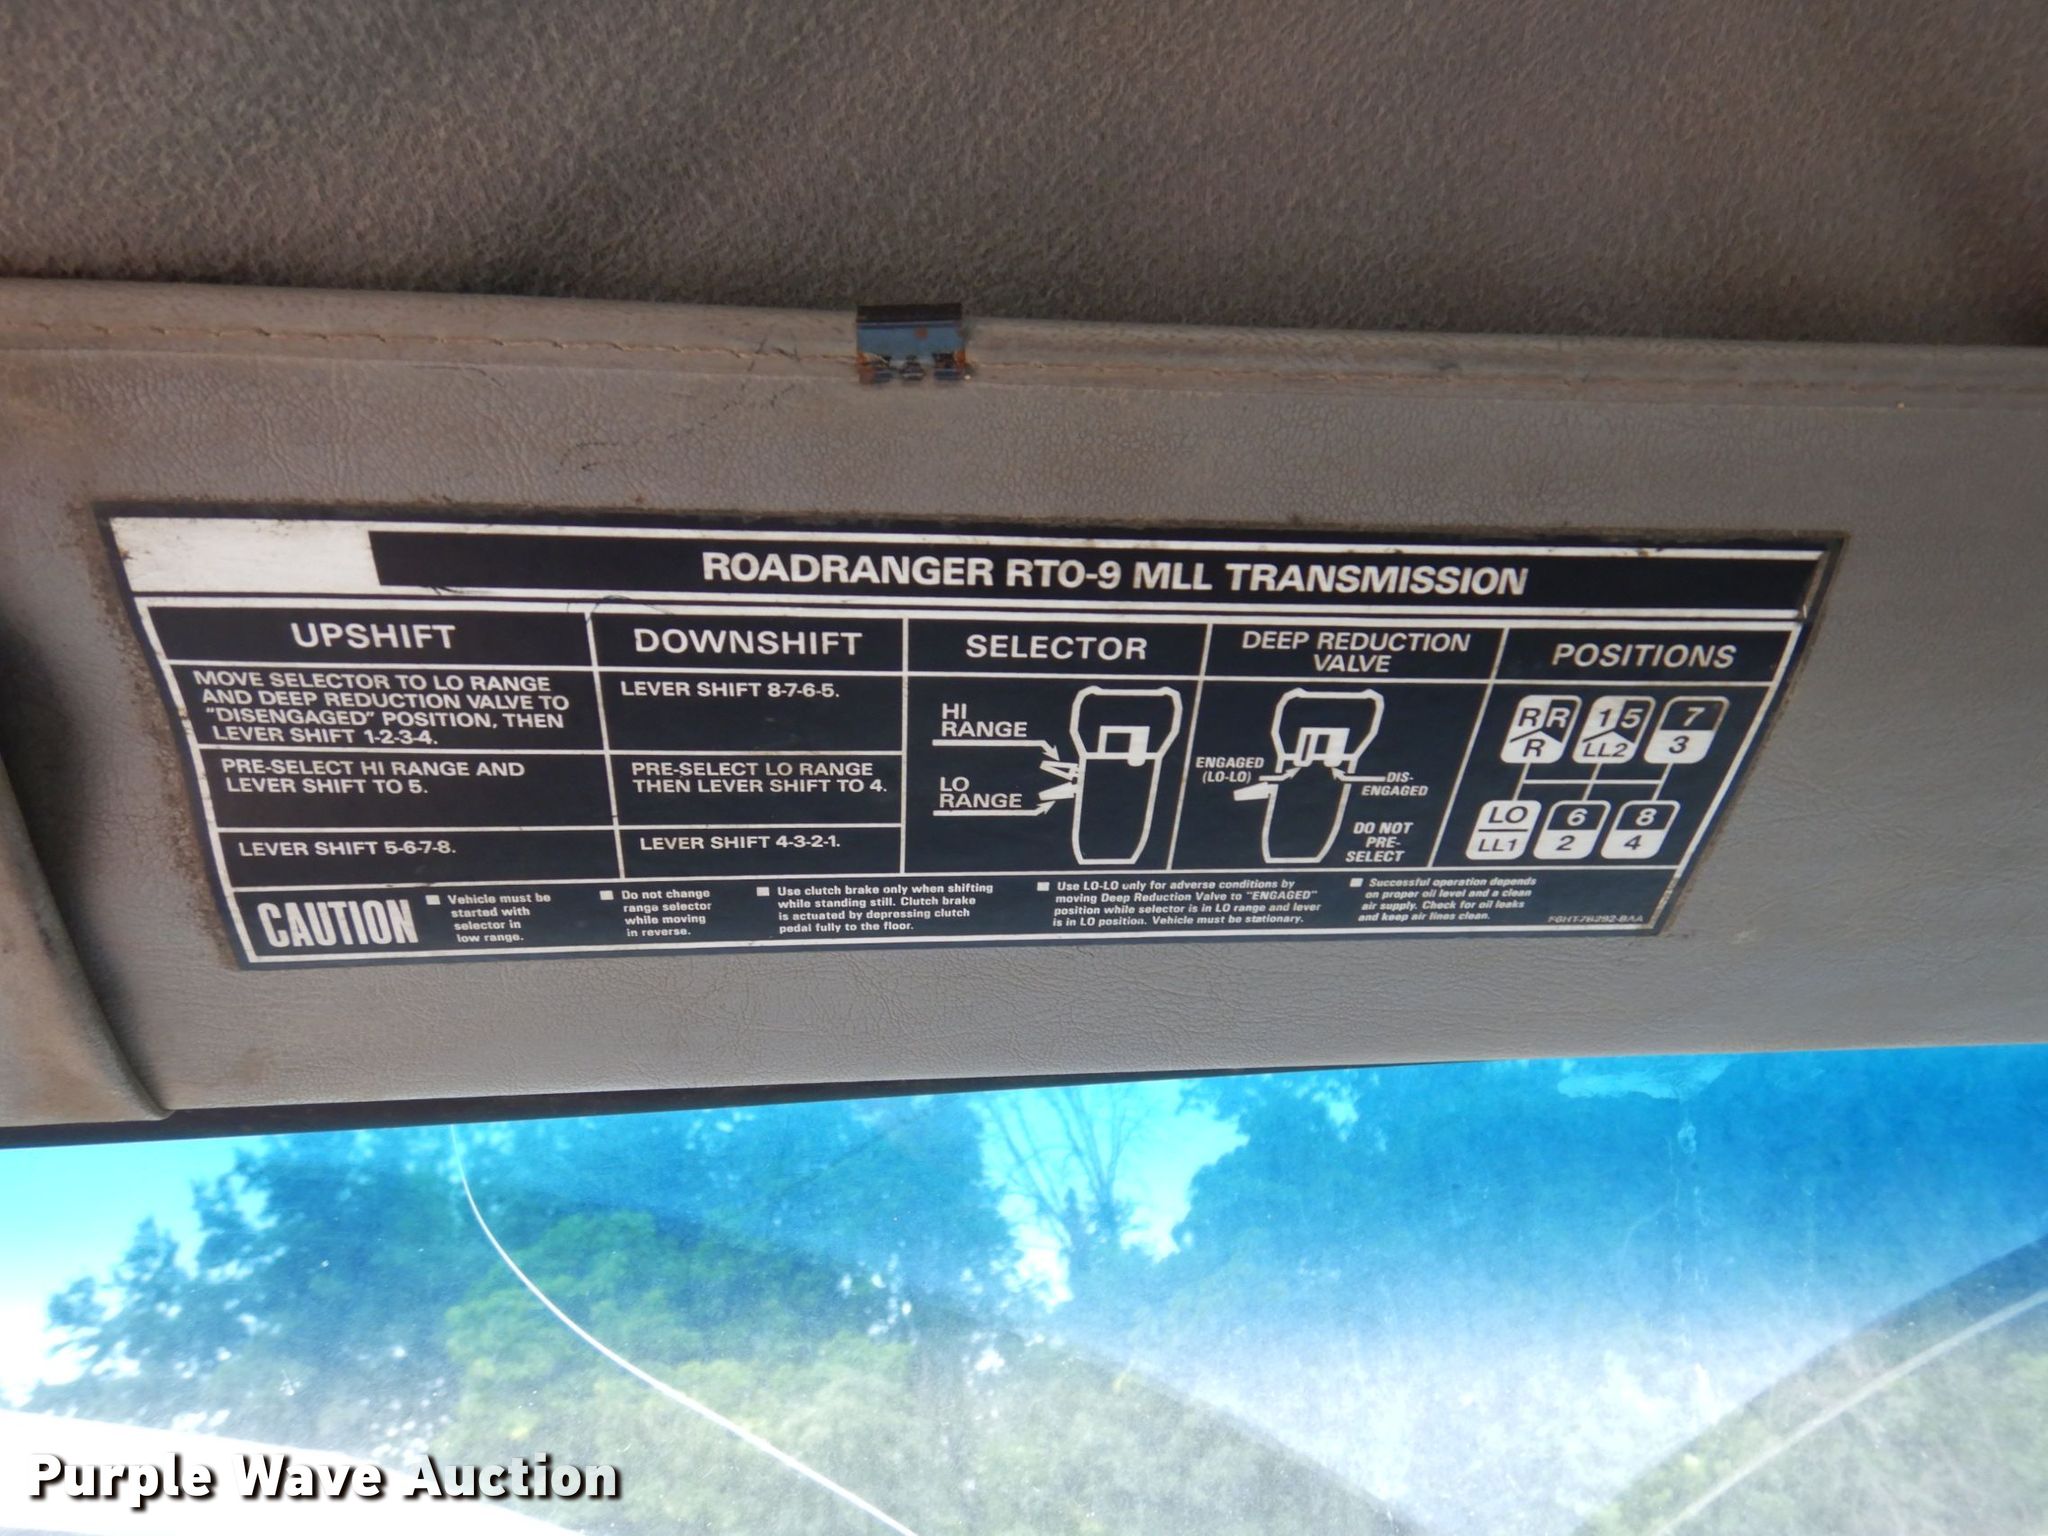 ROADRANGER RTO-9 MLL TRANSMISSION
UPSHIFT
MOVE SELECTOR TO LO RANGE
AND DEEP REDUCTION VALVE TO
"DISENGAGED" POSITION, THEN
LEVER SHIFT 1-2-3-4.
PRE-SELECT HI RANGE AND
LEVER SHIFT TO 5.
LEVER SHIFT 5-6-7-8.
DOWNSHIFT
LEVER SHIFT 8-7-6-5.
PRE-SELECT LO RANGE
THEN LEVER SHIFT TO 4.
LEVER SHIFT 4-3-2-1.
SELECTOR
HI
RANGE
LO
RANGE
DEEP REDUCTION
VALVE
ENGAGED
(LO-LO)
DIS-
ENGAGED
DO NOT
PRE-
SELECT
POSITIONS
R R 1 5 7
R LL2 3
LO 6 8
LL1 2 4
CAUTION
Vehicle must be
started with
selector in
low range.
Do not change
range selector
while moving
in reverse.
Use clutch brake only when shifting
while standing still. Clutch brake
is actuated by depressing clutch
pedal fully to the floor.
Use LO-LO only for adverse conditions by
moving Deep Reduction Valve to "ENGAGED"
position while selector is in LO range and lever
is in LO position. Vehicle must be stationary.
Successful operation depends
on proper oil level and a clean
air supply. Check for oil leaks
and keep air lines clean.
F6HT-7B292-BAA
Purple Wave Auction